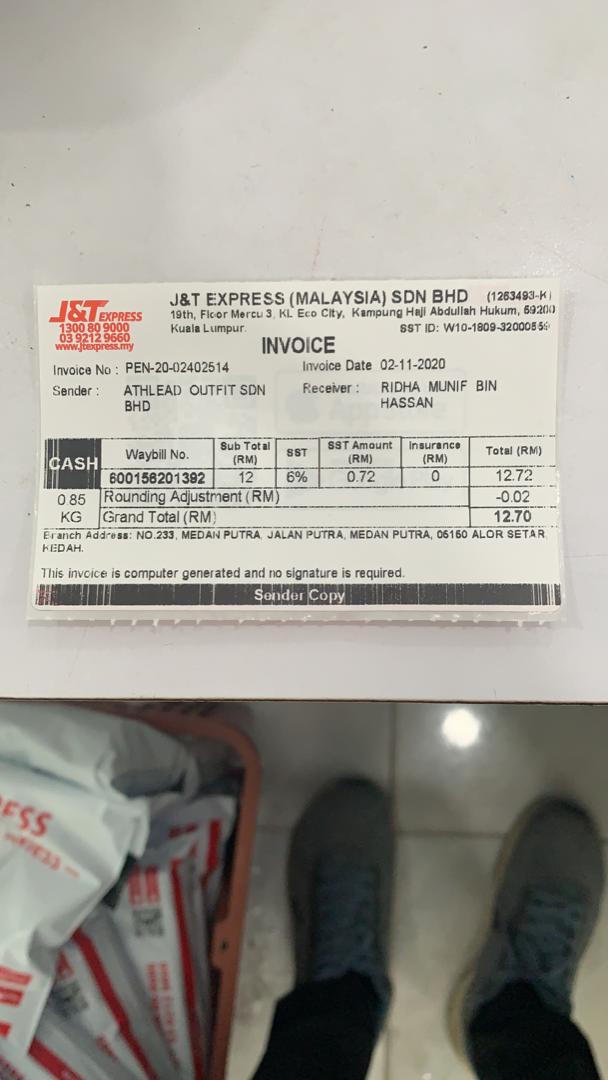 J&T EXPRESS
1300 80 9000
03 9212 9660
www.jtexpress.my
J&T EXPRESS (MALAYSIA) SDN BHD (1263493-K)
19th, Floor Mercu 3, KL Eco City, Kampung Haji Abdullah Hukum, 59200
Kuala Lumpur.
SST ID: W10-1809-32000559
INVOICE
Invoice No : PEN-20-02402514
Invoice Date 02-11-2020
Sender : ATHLEAD OUTFIT SDN BHD
Receiver : RIDHA MUNIF BIN HASSAN
CASH Waybill No. Sub Total (RM) SST SST Amount (RM) Insurance (RM) Total (RM)
600156201392 12 6% 0.72 0 12.72
0.85 KG
Rounding Adjustment (RM) -0.02
Grand Total (RM) 12.70
Branch Address: NO.233, MEDAN PUTRA, JALAN PUTRA, MEDAN PUTRA, 05150 ALOR SETAR,
KEDAH.
This invoice is computer generated and no signature is required.
Sender Copy